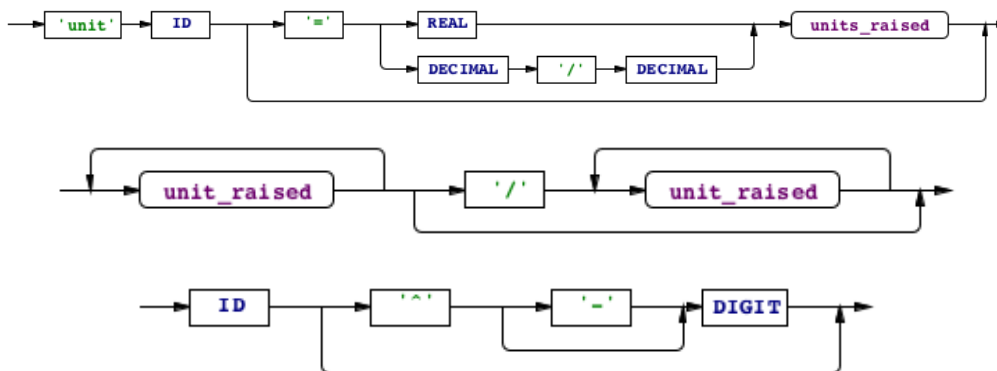 'unit' ID '=' REAL units_raised
DECIMAL '/' DECIMAL
unit_raised '/' unit_raised
ID '^' '-' DIGIT